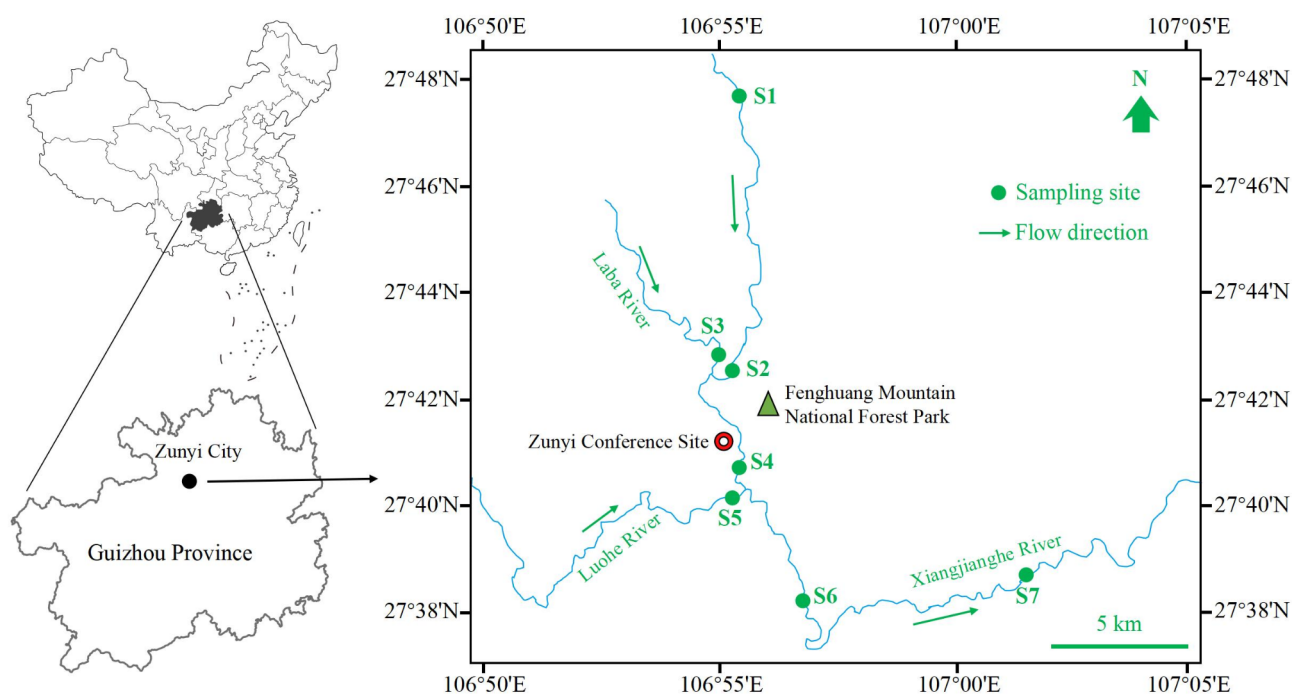 106°50'E
106°55'E
107°00'E
107°05'E
27°48'N
27°48'N
S1
N
27°46'N
27°46'N
Sampling site
Flow direction
Laba River
27°44'N
27°44'N
S3
S2
27°42'N
27°42'N
Fenghuang Mountain
National Forest Park
Zunyi Conference Site
S4
Zunyi City
27°40'N
27°40'N
S5
Luohe River
Guizhou Province
Xiangjianghe River
S6
S7
27°38'N
27°38'N
5 km
106°50'E
106°55'E
107°00'E
107°05'E